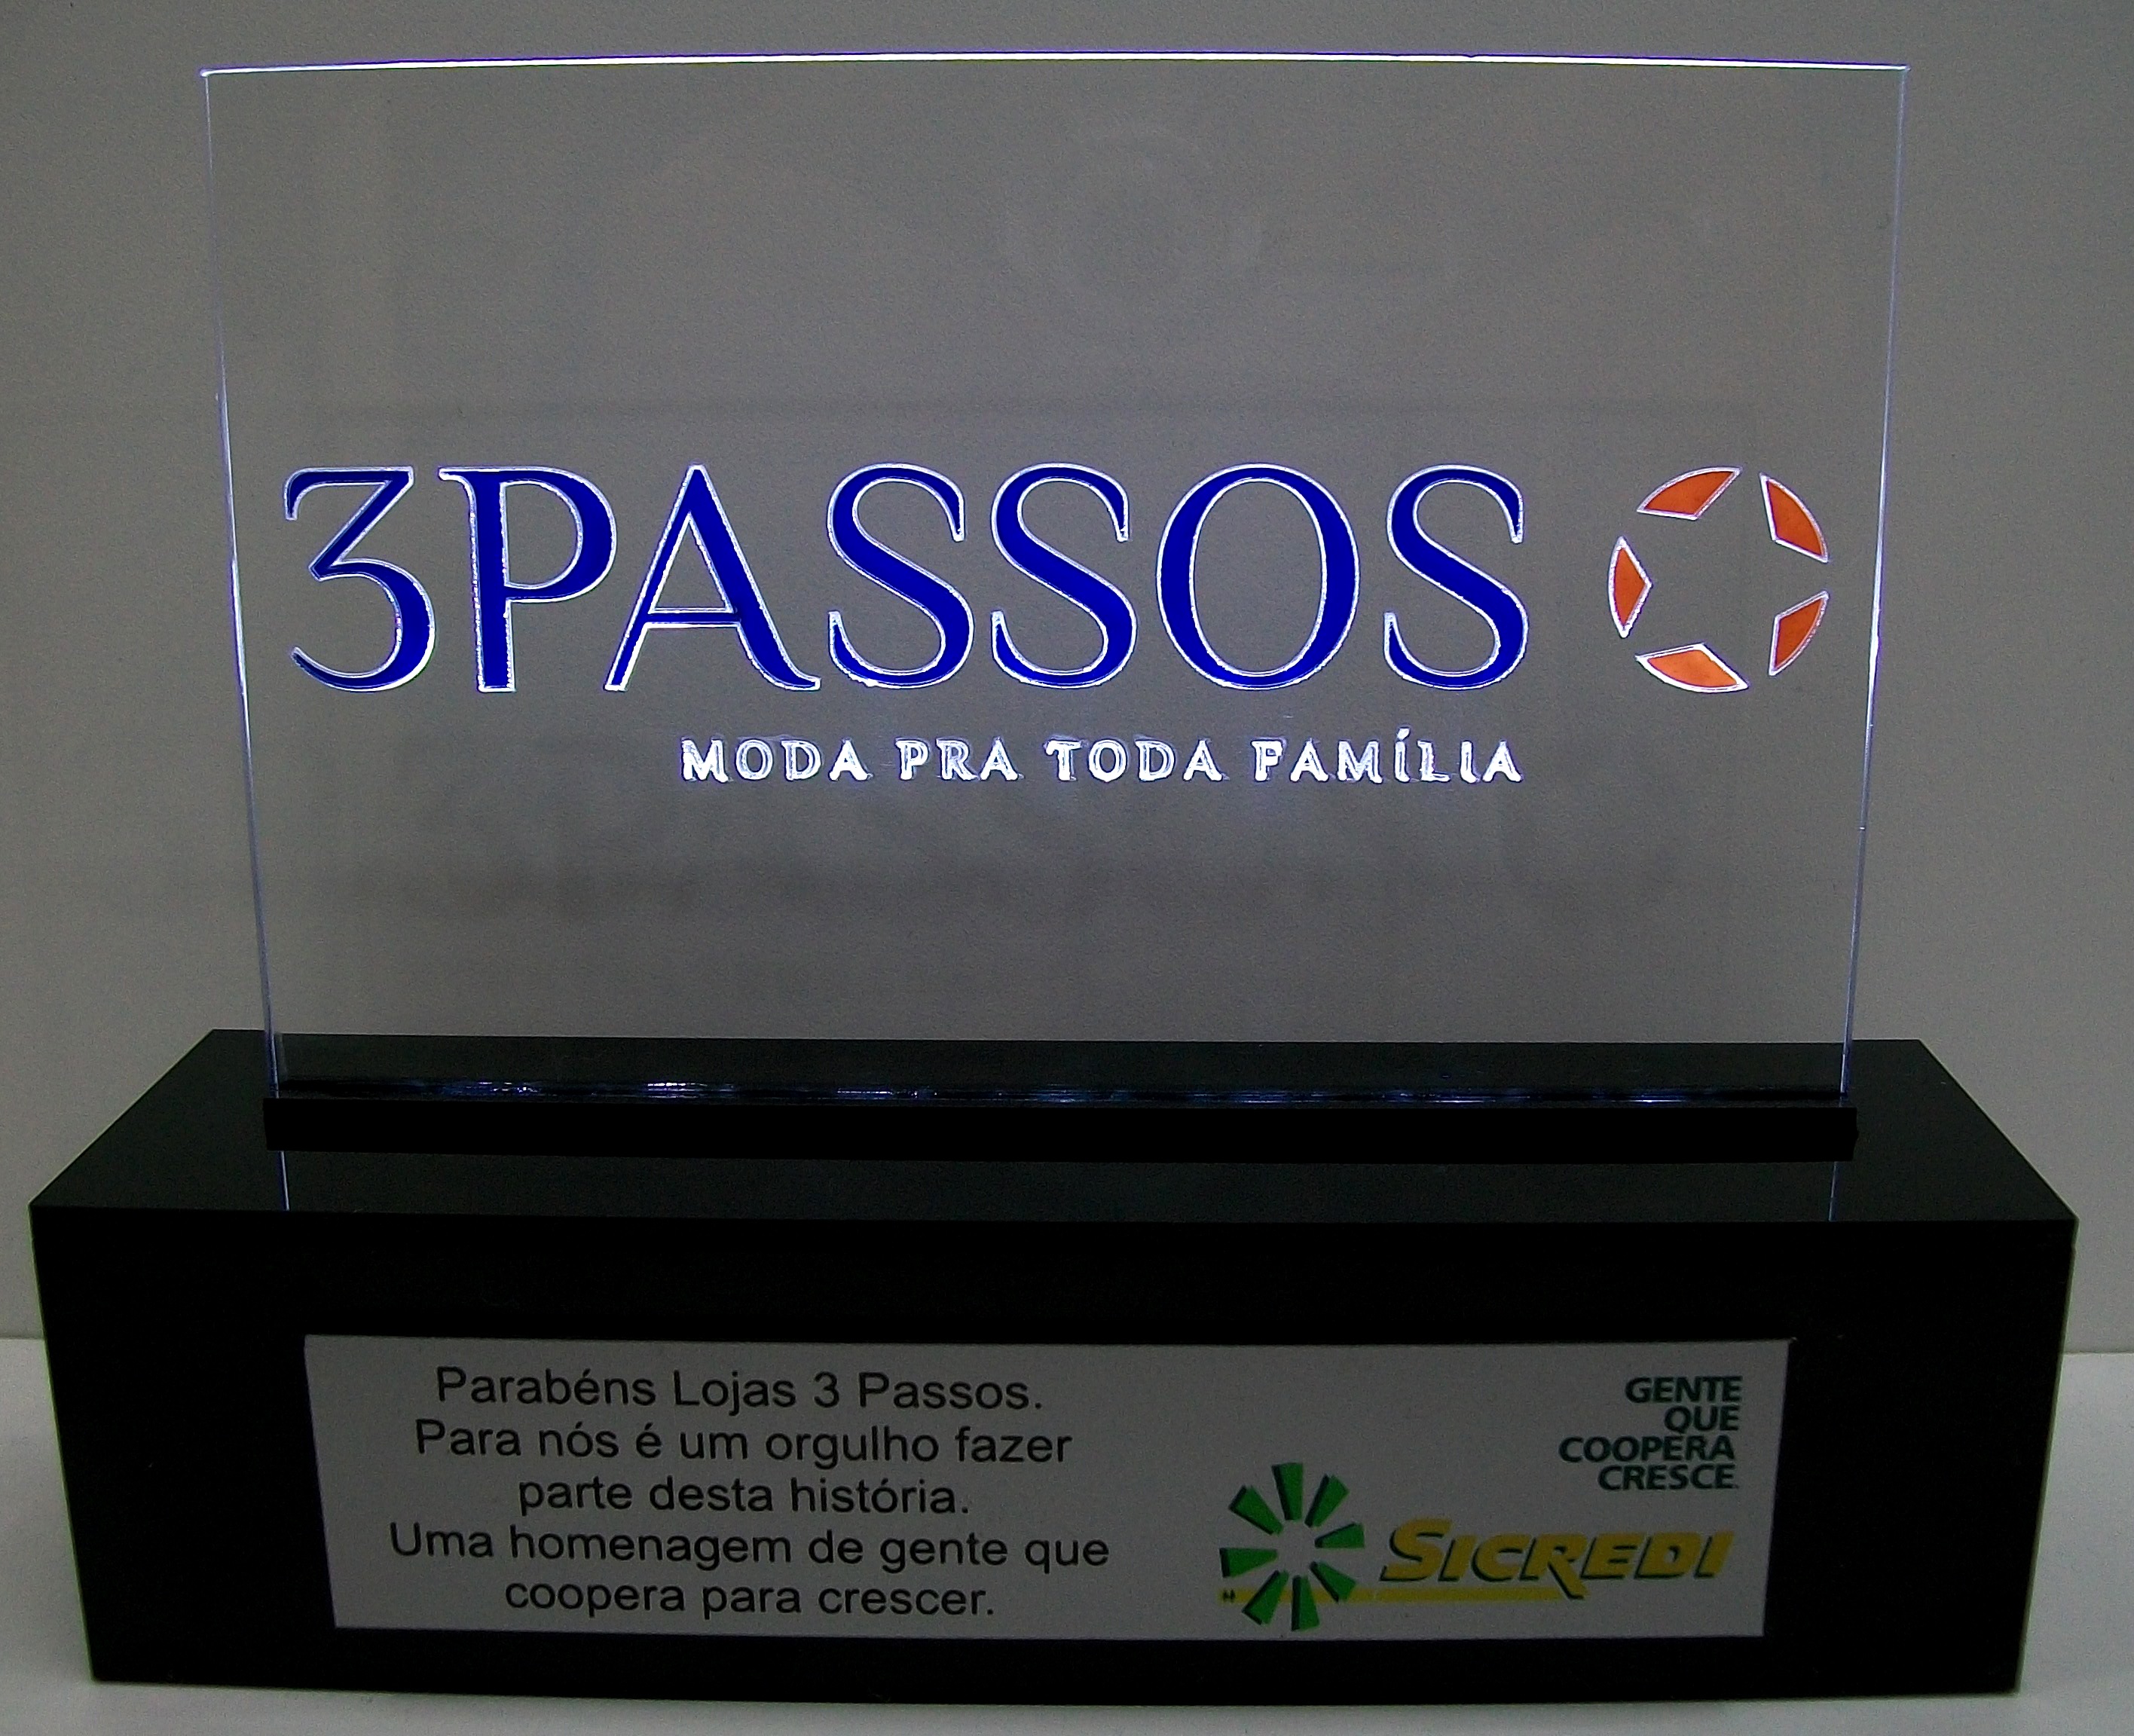 3PASSOS
MODA PRA TODA FAMÍLIA
Parabéns Lojas 3 Passos.
Para nós é um orgulho fazer
parte desta história.
Uma homenagem de gente que
coopera para crescer.
GENTE
QUE
COOPERA
CRESCE
SICREDI